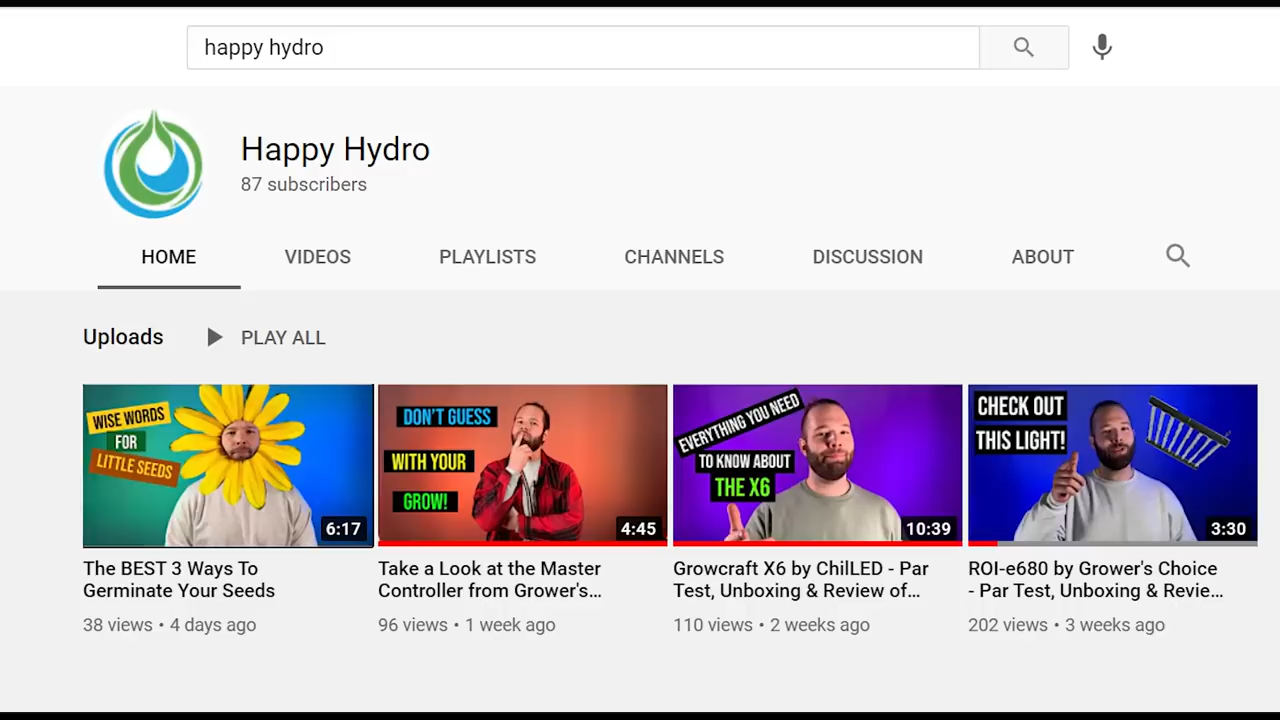 happy hydro
Happy Hydro
87 subscribers
HOME VIDEOS PLAYLISTS CHANNELS DISCUSSION ABOUT
Uploads PLAY ALL
WISE WORDS
FOR
LITTLE SEEDS
6:17
DON'T GUESS
WITH YOUR
GROW!
4:45
EVERYTHING YOU NEED
TO KNOW ABOUT
THE X6
10:39
CHECK OUT
THIS LIGHT!
3:30
The BEST 3 Ways To
Germinate Your Seeds
38 views • 4 days ago
Take a Look at the Master
Controller from Grower's...
96 views • 1 week ago
Growcraft X6 by ChilLED - Par
Test, Unboxing & Review of...
110 views • 2 weeks ago
ROI-e680 by Grower's Choice
- Par Test, Unboxing & Revie...
202 views • 3 weeks ago